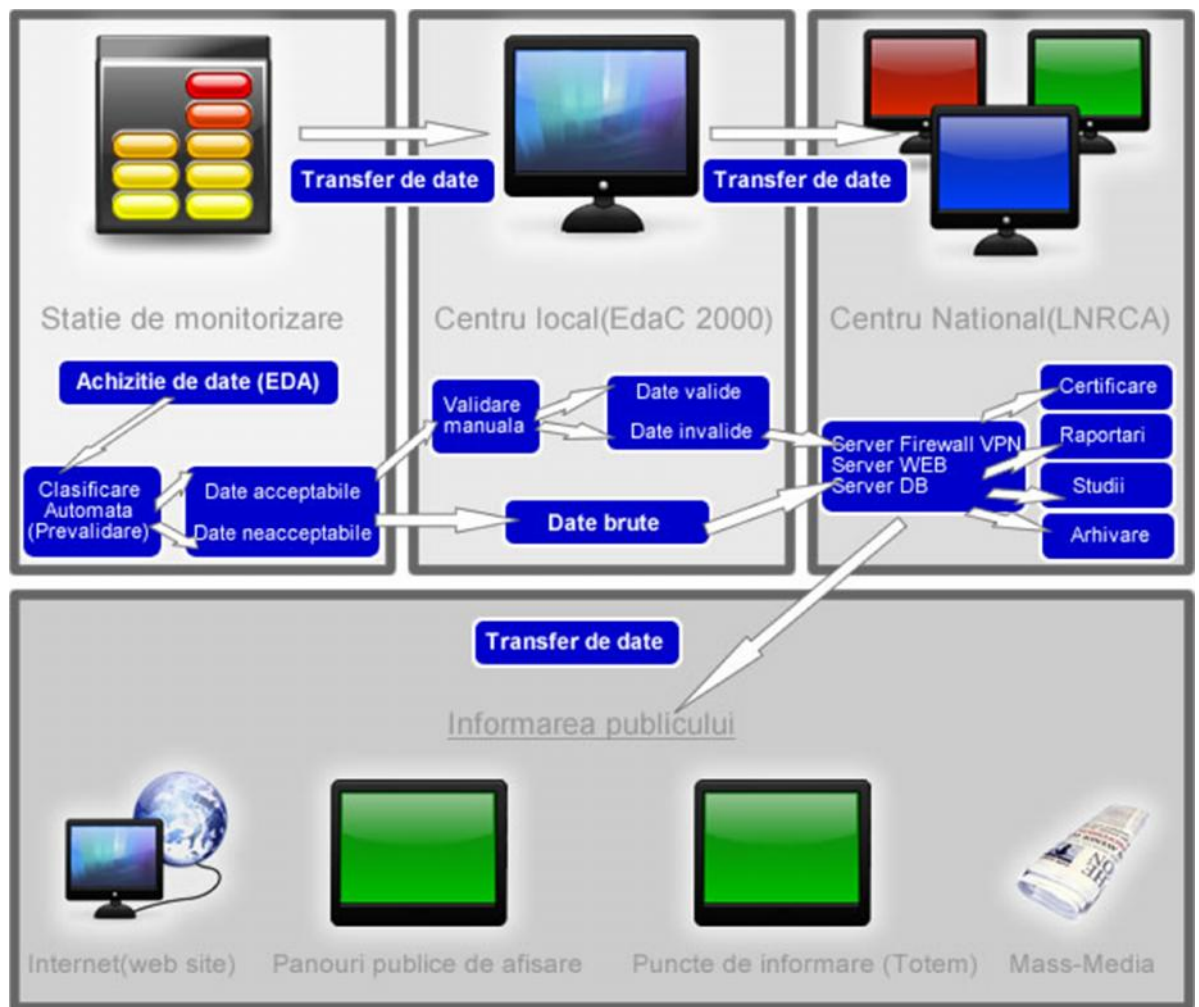 Transfer de date
Transfer de date
Statie de monitorizare
Centru local(EdaC 2000)
Centru National(LNRCA)
Achizitie de date (EDA)
Clasificare
Automata
(Prevalidare)
Date acceptabile
Date neacceptabile
Validare
manuala
Date valide
Date invalide
Date brute
Server Firewall VPN
Server WEB
Server DB
Certificare
Raportari
Studii
Arhivare
Transfer de date
Informarea publicului
Internet(web site)
Panouri publice de afisare
Puncte de informare (Totem)
Mass-Media